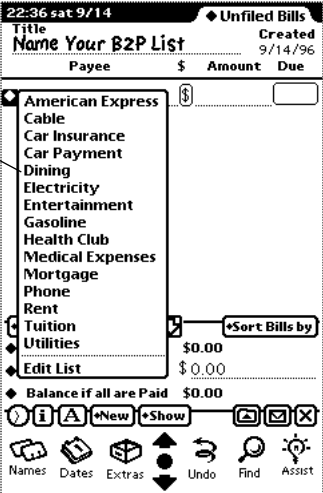 22:36 sat 9/14
Unfiled Bills
Title
Name Your B2P List
Created
9/14/96
Payee $ Amount Due
$
American Express
Cable
Car Insurance
Car Payment
Dining
Electricity
Entertainment
Gasoline
Health Club
Medical Expenses
Mortgage
Phone
Rent
Tuition
Utilities
Edit List
Sort Bills by
$0.00
$0.00
Balance if all are Paid $0.00
i A New Show
Names Dates Extras Undo Find Assist